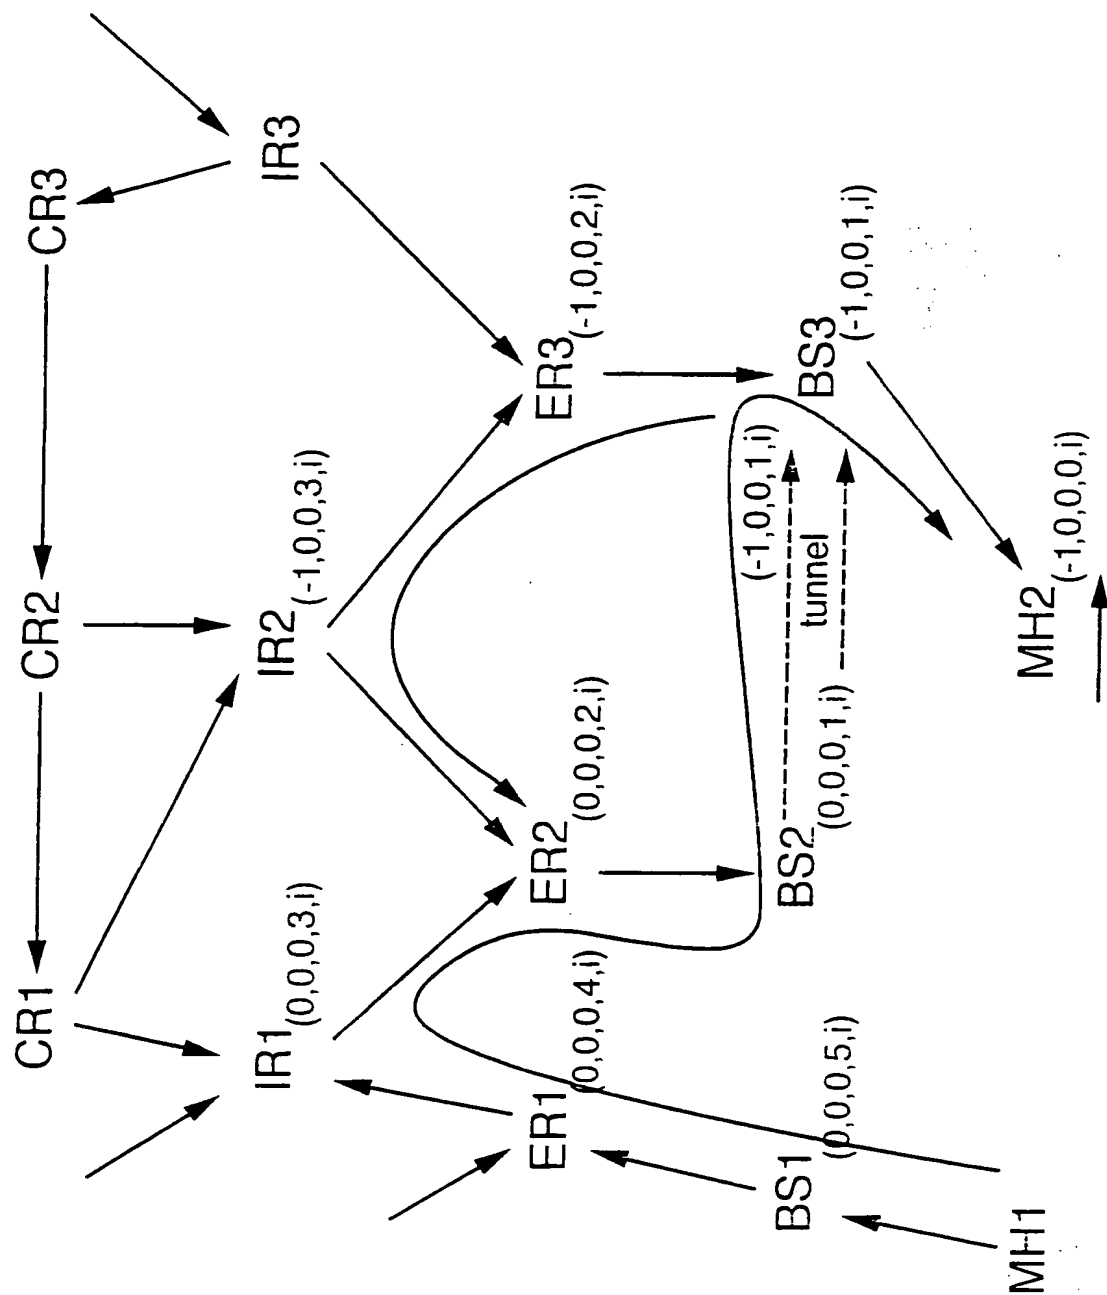 CR1
CR2
CR3
IR1(0,0,0,3,i)
IR2(-1,0,0,3,i)
IR3
ER1(0,0,0,4,i)
ER2(0,0,0,2,i)
ER3(-1,0,0,2,i)
BS1(0,0,0,5,i)
BS2(0,0,0,1,i)
(-1,0,0,1,i)
tunnel
BS3(-1,0,0,1,i)
MH1
MH2(-1,0,0,0,i)